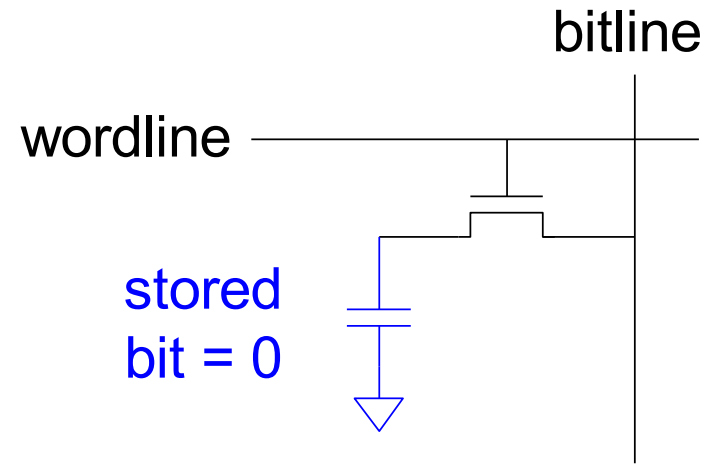 bitline
wordline
stored
bit = 0